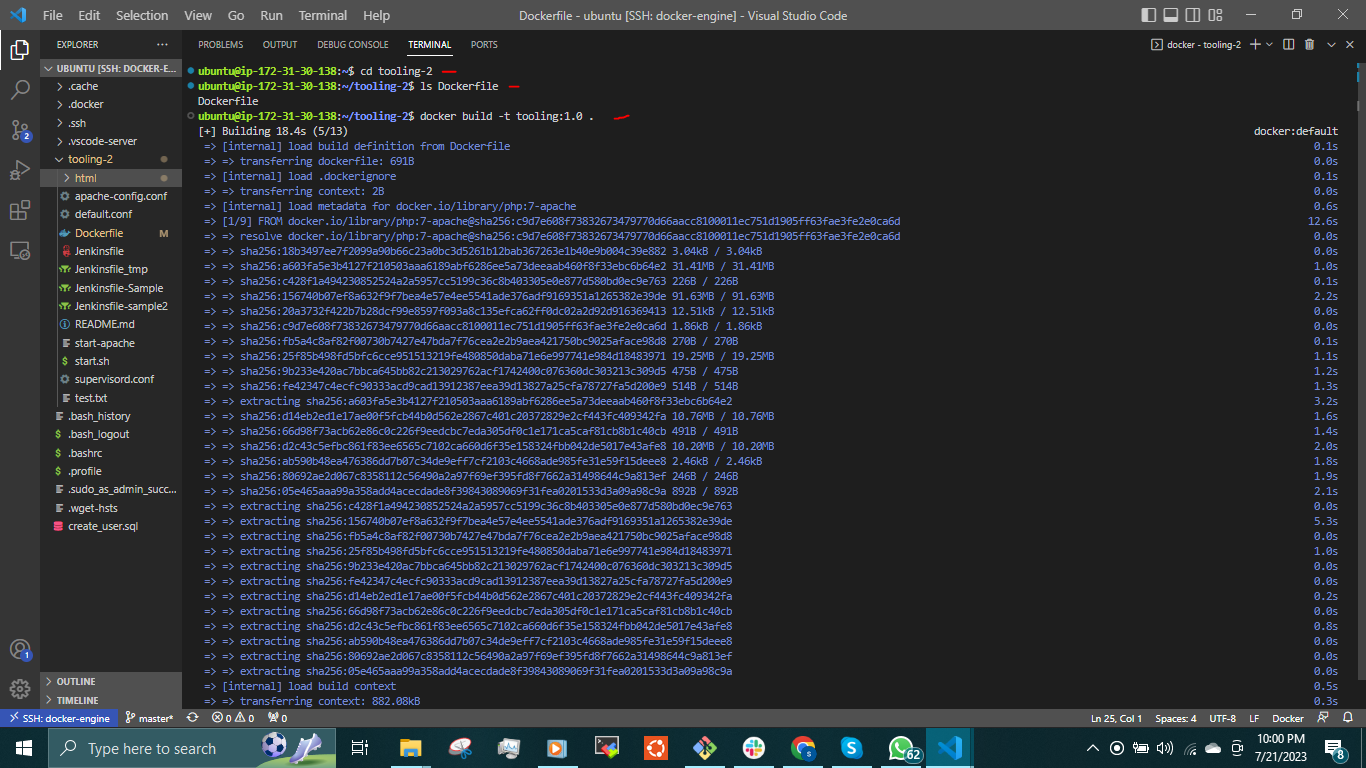 File Edit Selection View Go Run Terminal Help Dockerfile - ubuntu [SSH: docker-engine] - Visual Studio Code
EXPLORER ···
UBUNTU [SSH: DOCKER-E...
.cache
.docker
.ssh
.vscode-server
tooling-2
html
apache-config.conf
default.conf
Dockerfile M
Jenkinsfile
Jenkinsfile_tmp
Jenkinsfile-Sample
Jenkinsfile-sample2
README.md
start-apache
$ start.sh
supervisord.conf
test.txt
.bash_history
$ .bash_logout
$ .bashrc
$ .profile
.sudo_as_admin_succ...
.wget-hsts
create_user.sql
OUTLINE
TIMELINE
2
1
PROBLEMS OUTPUT DEBUG CONSOLE TERMINAL PORTS docker - tooling-2
ubuntu@ip-172-31-30-138:~$ cd tooling-2
ubuntu@ip-172-31-30-138:~/tooling-2$ ls Dockerfile
Dockerfile
ubuntu@ip-172-31-30-138:~/tooling-2$ docker build -t tooling:1.0 .
[+] Building 18.4s (5/13) docker:default
=> [internal] load build definition from Dockerfile 0.1s
=> => transferring dockerfile: 691B 0.0s
=> [internal] load .dockerignore 0.1s
=> => transferring context: 2B 0.0s
=> [internal] load metadata for docker.io/library/php:7-apache 0.6s
=> [1/9] FROM docker.io/library/php:7-apache@sha256:c9d7e608f73832673479770d66aacc8100011ec751d1905ff63fae3fe2e0ca6d 12.6s
=> => resolve docker.io/library/php:7-apache@sha256:c9d7e608f73832673479770d66aacc8100011ec751d1905ff63fae3fe2e0ca6d 0.0s
=> => sha256:18b3497ee7f2099a90b66c23a0bc3d5261b12bab367263e1b40e9b004c39e882 3.04kB / 3.04kB 0.0s
=> => sha256:a603fa5e3b4127f210503aaa6189abf6286ee5a73deeaab460f8f33ebc6b64e2 31.41MB / 31.41MB 1.0s
=> => sha256:c428f1a494230852524a2a5957cc5199c36c8b403305e0e877d580bd0ec9e763 226B / 226B 0.1s
=> => sha256:156740b07ef8a632f9f7bea4e57e4ee5541ade376adf9169351a1265382e39de 91.63MB / 91.63MB 2.2s
=> => sha256:20a3732f422b7b28dcf99e8597f093a8c135efca62ff0dc02a2d92d916369413 12.51kB / 12.51kB 0.0s
=> => sha256:c9d7e608f73832673479770d66aacc8100011ec751d1905ff63fae3fe2e0ca6d 1.86kB / 1.86kB 0.0s
=> => sha256:fb5a4c8af82f00730b7427e47bda7f76cea2e2b9aea421750bc9025aface98d8 270B / 270B 0.1s
=> => sha256:25f85b498fd5bfc6cce951513219fe480850daba71e6e997741e984d18483971 19.25MB / 19.25MB 1.1s
=> => sha256:9b233e420ac7bbca645bb82c213029762acf1742400c076360dc303213c309d5 475B / 475B 1.2s
=> => sha256:fe42347c4ecfc90333acd9cad13912387eea39d13827a25cfa78727fa5d200e9 514B / 514B 1.3s
=> => extracting sha256:a603fa5e3b4127f210503aaa6189abf6286ee5a73deeaab460f8f33ebc6b64e2 3.2s
=> => sha256:d14eb2ed1e17ae00f5fcb44b0d562e2867c401c20372829e2cf443fc409342fa 10.76MB / 10.76MB 1.6s
=> => sha256:66d98f73acb62e86c0c226f9eedcbc7eda305df0c1e171ca5caf81cb8b1c40cb 491B / 491B 1.4s
=> => sha256:d2c43c5efbc861f83ee6565c7102ca660d6f35e158324fbb042de5017e43afe8 10.20MB / 10.20MB 2.0s
=> => sha256:ab590b48ea476386dd7b07c34de9eff7cf2103c4668ade985fe31e59f15deee8 2.46kB / 2.46kB 1.8s
=> => sha256:80692ae2d067c8358112c56490a2a97f69ef395fd8f7662a31498644c9a813ef 246B / 246B 1.9s
=> => sha256:05e465aaa99a358add4acecdade8f39843089069f31fea0201533d3a09a98c9a 892B / 892B 2.1s
=> => extracting sha256:c428f1a494230852524a2a5957cc5199c36c8b403305e0e877d580bd0ec9e763 0.0s
=> => extracting sha256:156740b07ef8a632f9f7bea4e57e4ee5541ade376adf9169351a1265382e39de 5.3s
=> => extracting sha256:fb5a4c8af82f00730b7427e47bda7f76cea2e2b9aea421750bc9025aface98d8 0.0s
=> => extracting sha256:25f85b498fd5bfc6cce951513219fe480850daba71e6e997741e984d18483971 1.0s
=> => extracting sha256:9b233e420ac7bbca645bb82c213029762acf1742400c076360dc303213c309d5 0.0s
=> => extracting sha256:fe42347c4ecfc90333acd9cad13912387eea39d13827a25cfa78727fa5d200e9 0.0s
=> => extracting sha256:d14eb2ed1e17ae00f5fcb44b0d562e2867c401c20372829e2cf443fc409342fa 0.2s
=> => extracting sha256:66d98f73acb62e86c0c226f9eedcbc7eda305df0c1e171ca5caf81cb8b1c40cb 0.0s
=> => extracting sha256:d2c43c5efbc861f83ee6565c7102ca660d6f35e158324fbb042de5017e43afe8 0.8s
=> => extracting sha256:ab590b48ea476386dd7b07c34de9eff7cf2103c4668ade985fe31e59f15deee8 0.0s
=> => extracting sha256:80692ae2d067c8358112c56490a2a97f69ef395fd8f7662a31498644c9a813ef 0.0s
=> => extracting sha256:05e465aaa99a358add4acecdade8f39843089069f31fea0201533d3a09a98c9a 0.0s
=> [internal] load build context 0.5s
=> => transferring context: 882.08kB 0.3s
SSH: docker-engine master* 0 0 0 Ln 25, Col 1 Spaces: 4 UTF-8 LF Docker
Type here to search 62 10:00 PM
7/21/2023 8